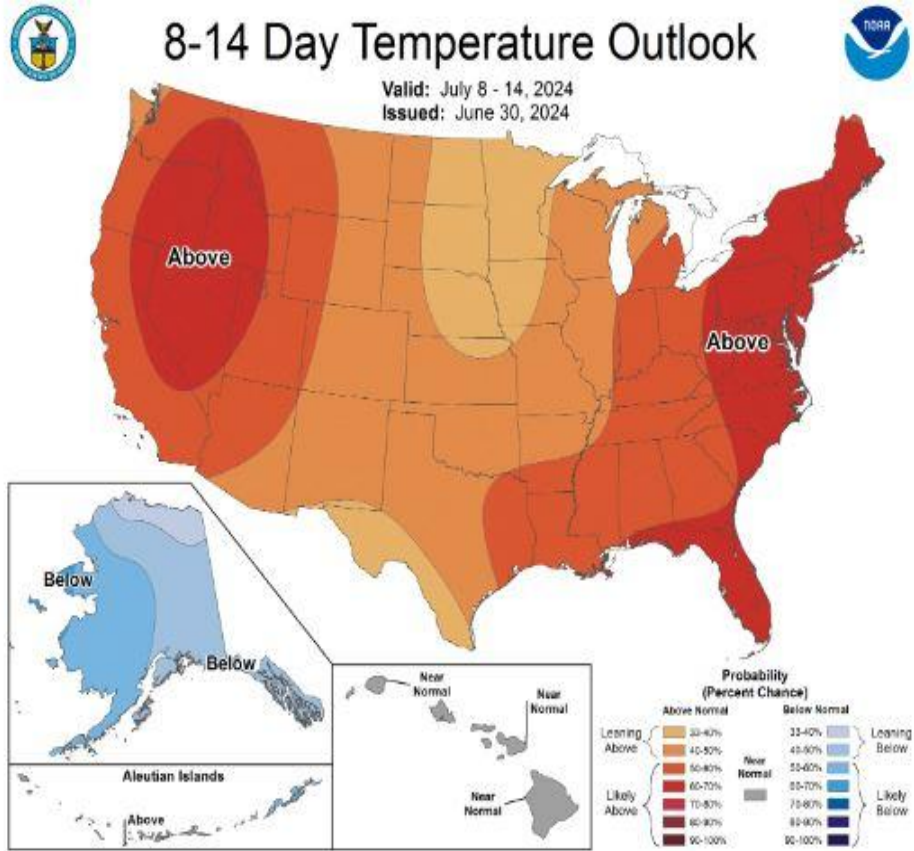 8-14 Day Temperature Outlook
Valid: July 8 - 14, 2024
Issued: June 30, 2024
NOAA
Above
Above
Below
Below
Aleutian Islands
Above
Near
Normal
Near
Normal
Near
Normal
Probability
(Percent Chance)
Above Normal
Below Normal
Leaning
Above
33-40%
40-50%
Likely
Above
50-60%
60-70%
70-80%
80-90%
90-100%
Near
Normal
33-40%
40-50%
Leaning
Below
50-60%
60-70%
70-80%
80-90%
90-100%
Likely
Below